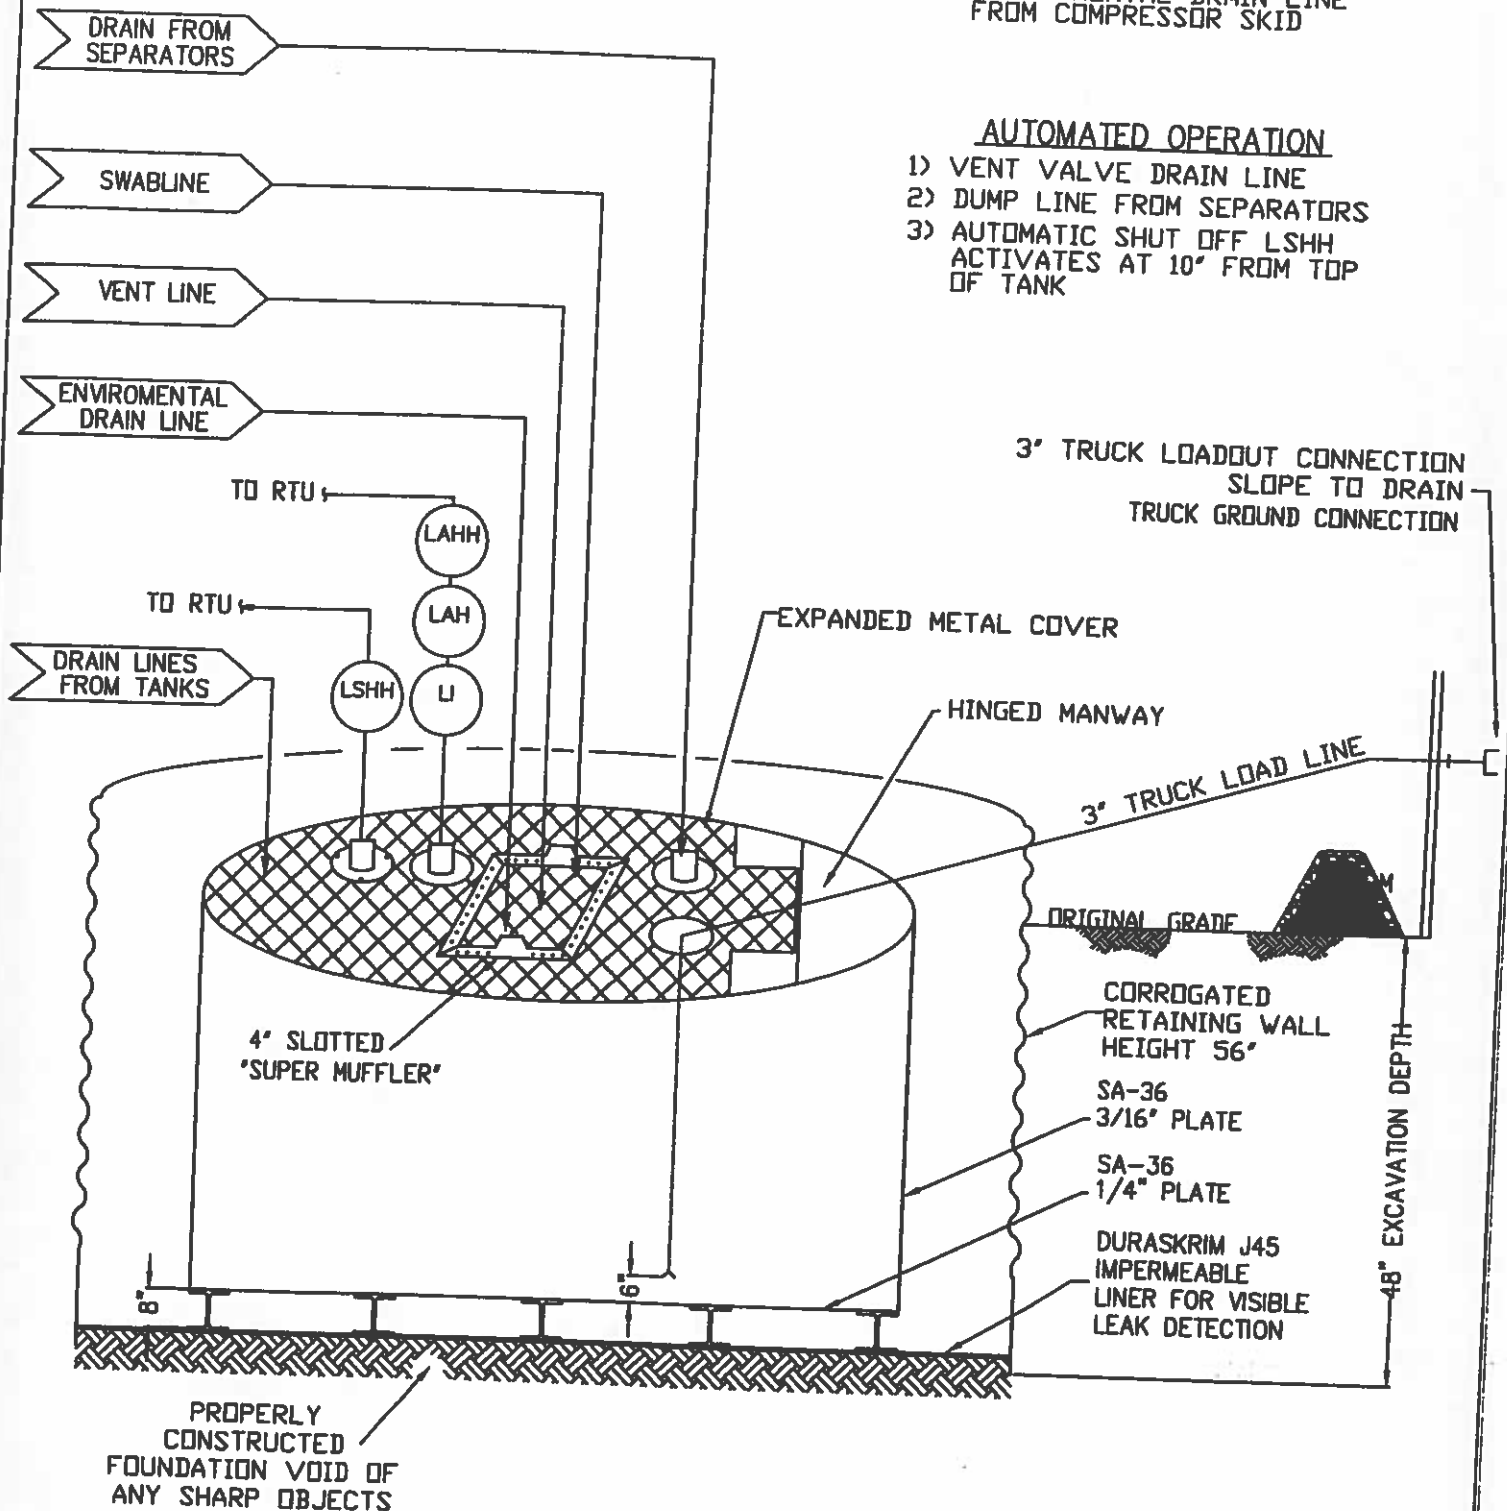 FROM COMPRESSOR SKID
DRAIN FROM
SEPARATORS
SWABLINE
VENT LINE
ENVIROMENTAL
DRAIN LINE
AUTOMATED OPERATION
1) VENT VALVE DRAIN LINE
2) DUMP LINE FROM SEPARATORS
3) AUTOMATIC SHUT OFF LSHH
ACTIVATES AT 10" FROM TOP
OF TANK
3" TRUCK LOADOUT CONNECTION
SLOPE TO DRAIN
TRUCK GROUND CONNECTION
TO RTU
LAHH
TO RTU
LAH
DRAIN LINES
FROM TANKS
LSHH
LI
EXPANDED METAL COVER
HINGED MANWAY
3" TRUCK LOAD LINE
ORIGINAL GRADE
4" SLOTTED
"SUPER MUFFLER"
CORROGATED
RETAINING WALL
HEIGHT 56"
SA-36
3/16" PLATE
SA-36
1/4" PLATE
DURASKRIM J45
IMPERMEABLE
LINER FOR VISIBLE
LEAK DETECTION
48" EXCAVATION DEPTH
8"
6"
PROPERLY
CONSTRUCTED
FOUNDATION VOID OF
ANY SHARP OBJECTS